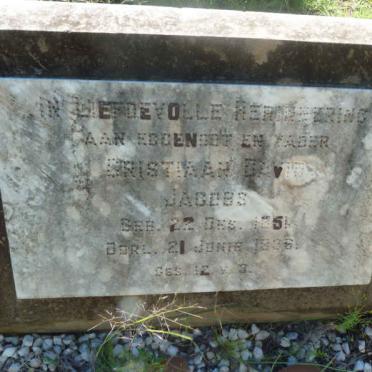 IN LIEFDEVOLLE HERINNERING
AAN EGGENOOT EN VADER
CRISTIAAN DAVID
JACOBS
GEB. 22 DES. 1851
OORL. 21 JUNIE 1936.
GES. 12 V 3.